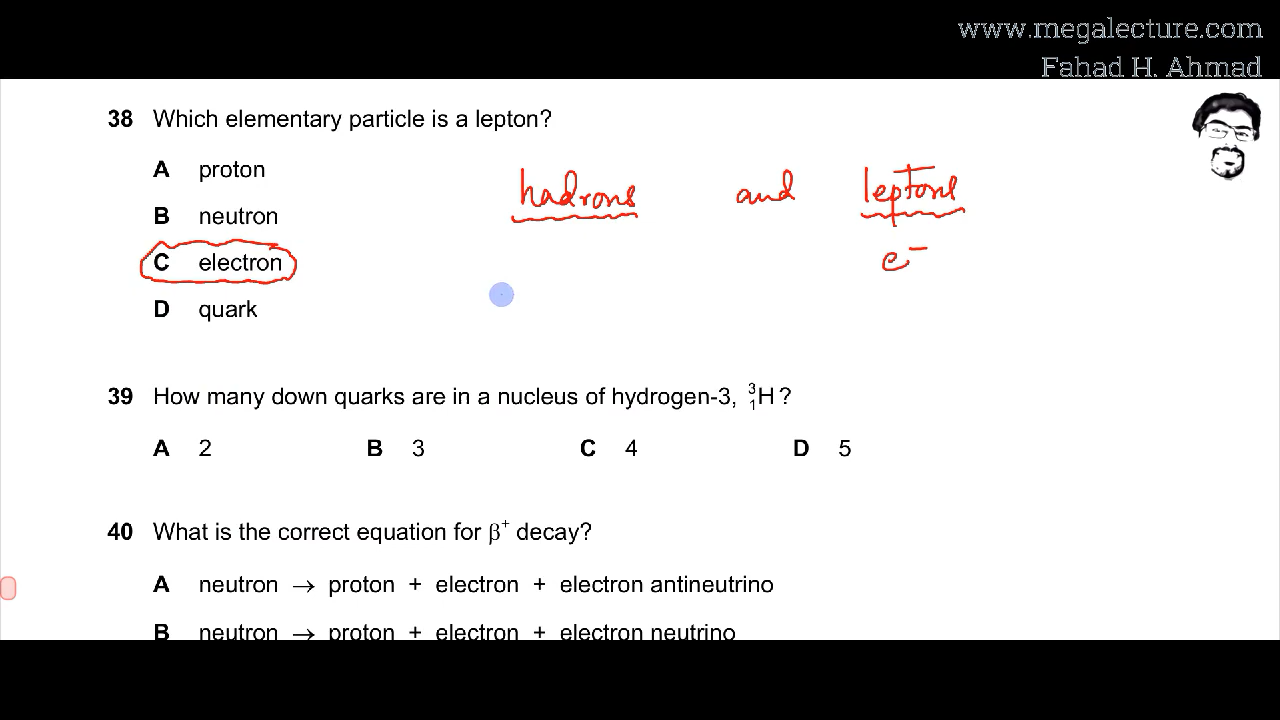 www.megalecture.com
Fahad H. Ahmad
38 Which elementary particle is a lepton?
A proton
hadrons and leptons
B neutron
C electron
e⁻
D quark
39 How many down quarks are in a nucleus of hydrogen-3, ³₁H?
A 2 B 3 C 4 D 5
40 What is the correct equation for β⁺ decay?
A neutron → proton + electron + electron antineutrino
B neutron → proton + electron + electron neutrino